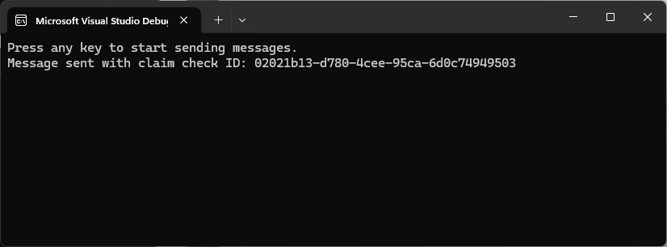 Microsoft Visual Studio Debug
Press any key to start sending messages.
Message sent with claim check ID: 02021b13-d780-4cee-95ca-6d0c74949503